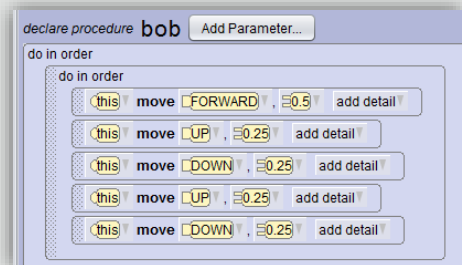 declare procedure bob Add Parameter...
do in order
do in order
this move FORWARD , 0.5 add detail
this move UP , 0.25 add detail
this move DOWN , 0.25 add detail
this move UP , 0.25 add detail
this move DOWN , 0.25 add detail